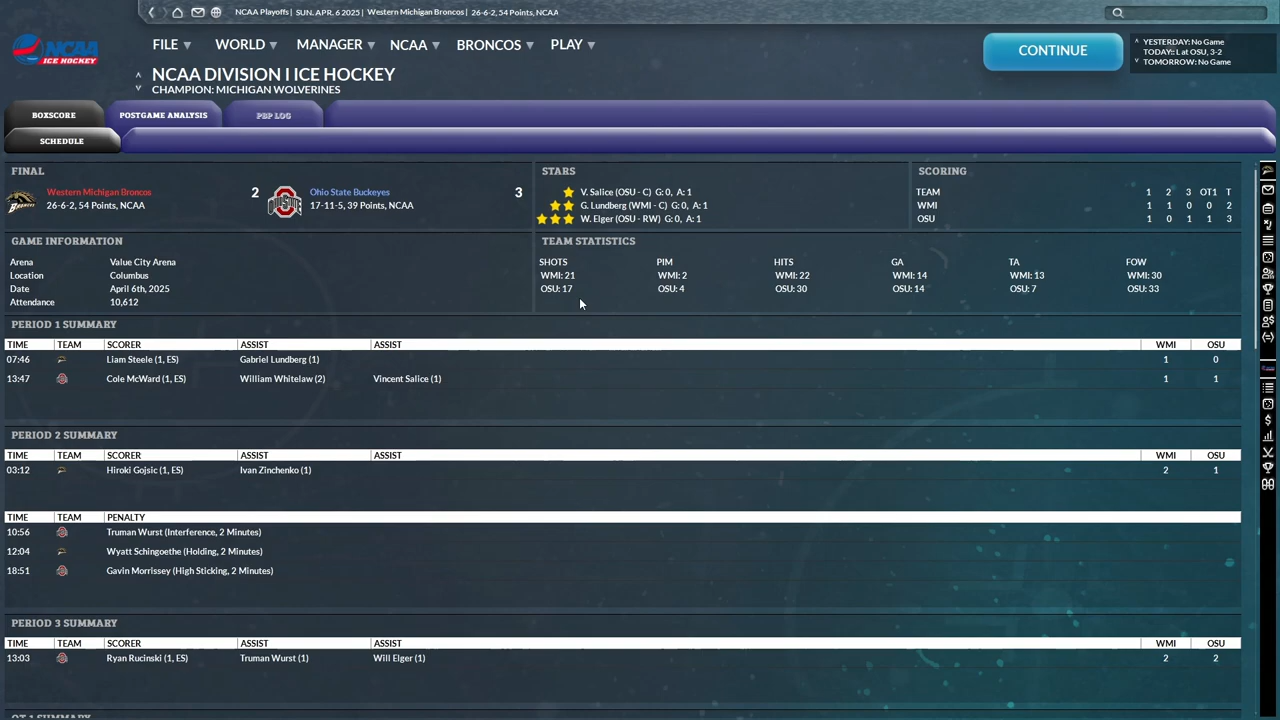 NCAA Playoffs | SUN. APR. 6 2025 | Western Michigan Broncos | 26-6-2, 54 Points, NCAA
NCAA
ICE HOCKEY
FILE WORLD MANAGER NCAA BRONCOS PLAY
CONTINUE
YESTERDAY: No Game
TODAY: L at OSU, 3-2
TOMORROW: No Game
NCAA DIVISION I ICE HOCKEY
CHAMPION: MICHIGAN WOLVERINES
BOXSCORE POSTGAME ANALYSIS PBP LOG
SCHEDULE
FINAL
Western Michigan Broncos 2
26-6-2, 54 Points, NCAA
Ohio State Buckeyes 3
17-11-5, 39 Points, NCAA
STARS
V. Salice (OSU - C) G: 0, A: 1
G. Lundberg (WMI - C) G: 0, A: 1
W. Elger (OSU - RW) G: 0, A: 1
SCORING
TEAM 1 2 3 OT1 T
WMI 1 1 0 0 2
OSU 1 0 1 1 3
GAME INFORMATION
Arena Value City Arena
Location Columbus
Date April 6th, 2025
Attendance 10,612
TEAM STATISTICS
SHOTS PIM HITS GA TA FOW
WMI: 21 WMI: 2 WMI: 22 WMI: 14 WMI: 13 WMI: 30
OSU: 17 OSU: 4 OSU: 30 OSU: 14 OSU: 7 OSU: 33
PERIOD 1 SUMMARY
TIME TEAM SCORER ASSIST ASSIST WMI OSU
07:46 Liam Steele (1, ES) Gabriel Lundberg (1) 1 0
13:47 Cole McWard (1, ES) William Whitelaw (2) Vincent Salice (1) 1 1
PERIOD 2 SUMMARY
TIME TEAM SCORER ASSIST ASSIST WMI OSU
03:12 Hiroki Gojsic (1, ES) Ivan Zinchenko (1) 2 1
TIME TEAM PENALTY
10:56 Truman Wurst (Interference, 2 Minutes)
12:04 Wyatt Schingoethe (Holding, 2 Minutes)
18:51 Gavin Morrissey (High Sticking, 2 Minutes)
PERIOD 3 SUMMARY
TIME TEAM SCORER ASSIST ASSIST WMI OSU
13:03 Ryan Rucinski (1, ES) Truman Wurst (1) Will Elger (1) 2 2
OT 1 SUMMARY